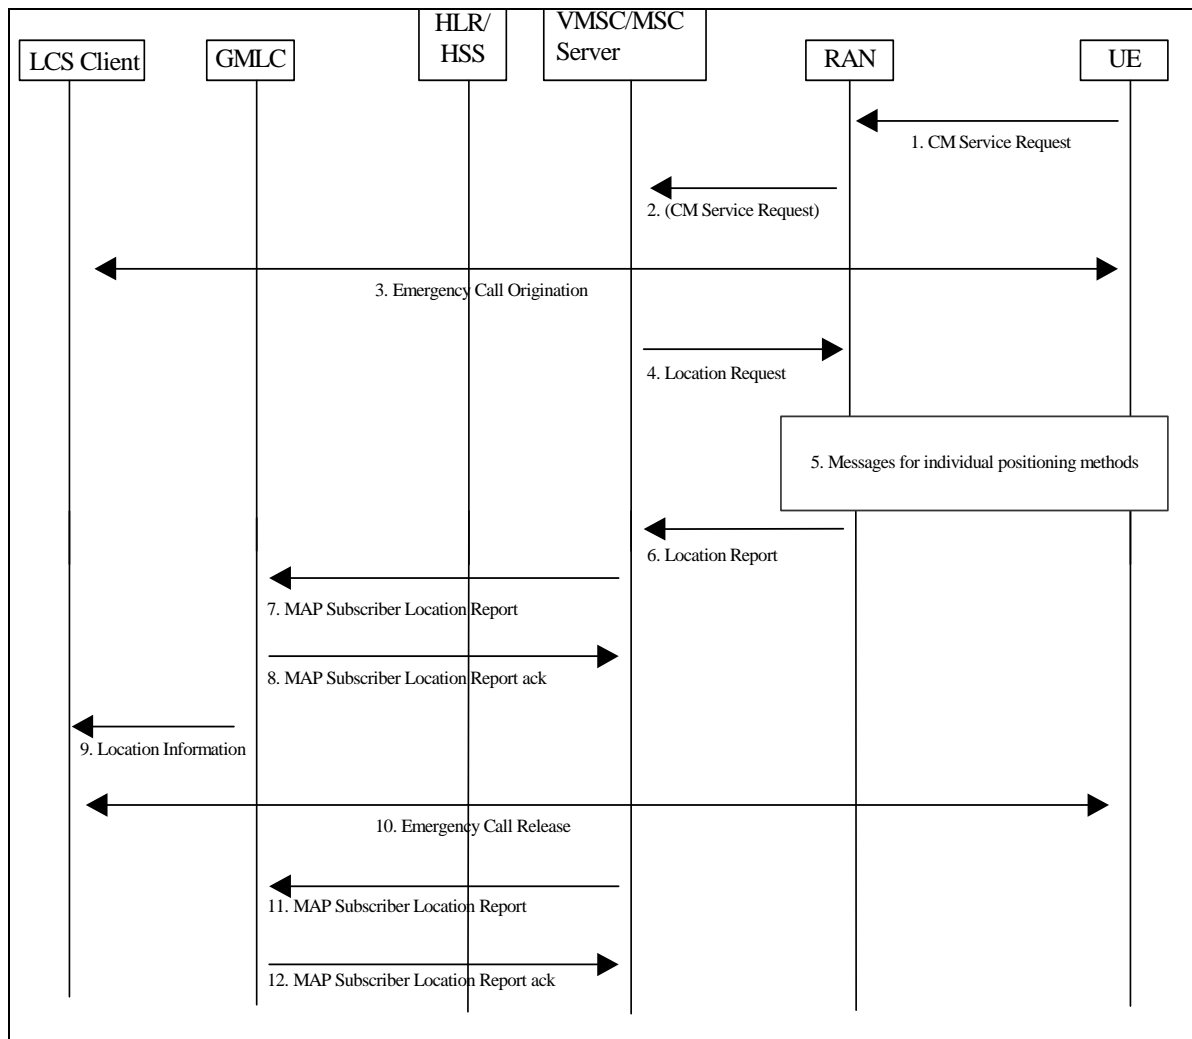 LCS Client
GMLC
HLR/
HSS
VMSC/MSC
Server
RAN
UE
1. CM Service Request
2. (CM Service Request)
3. Emergency Call Origination
4. Location Request
5. Messages for individual positioning methods
6. Location Report
7. MAP Subscriber Location Report
8. MAP Subscriber Location Report ack
9. Location Information
10. Emergency Call Release
11. MAP Subscriber Location Report
12. MAP Subscriber Location Report ack